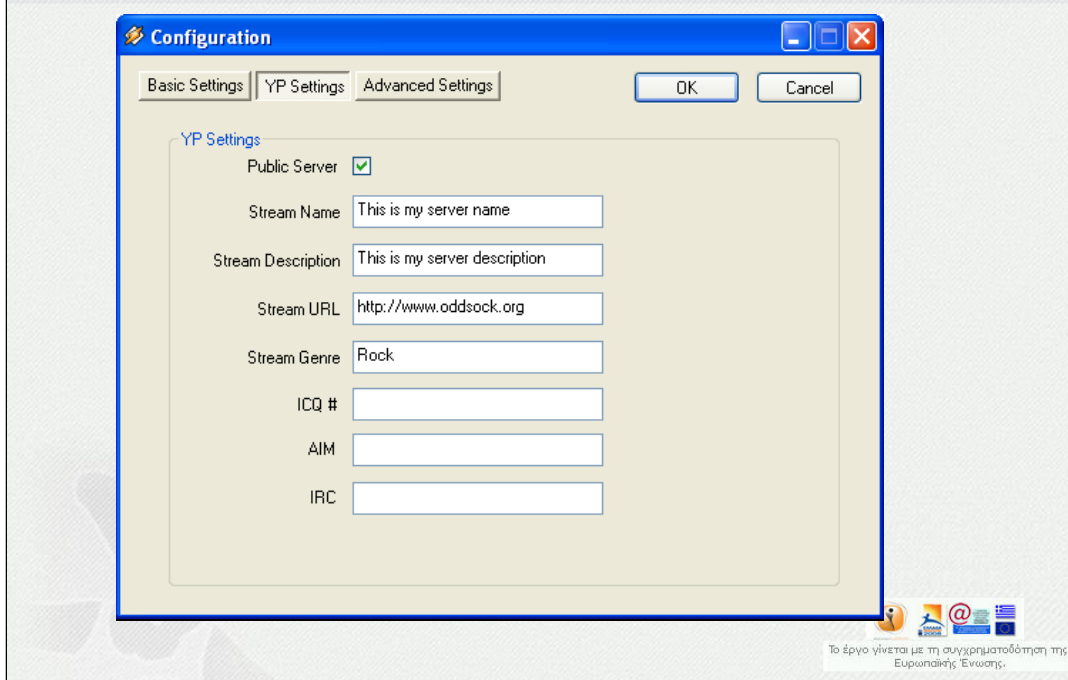 Configuration
Basic Settings YP Settings Advanced Settings OK Cancel
YP Settings
Public Server
Stream Name This is my server name
Stream Description This is my server description
Stream URL http://www.oddsock.org
Stream Genre Rock
ICQ #
AIM
IRC
Το έργο γίνεται με τη συγχρηματοδότηση της
Ευρωπαϊκής Ένωσης.